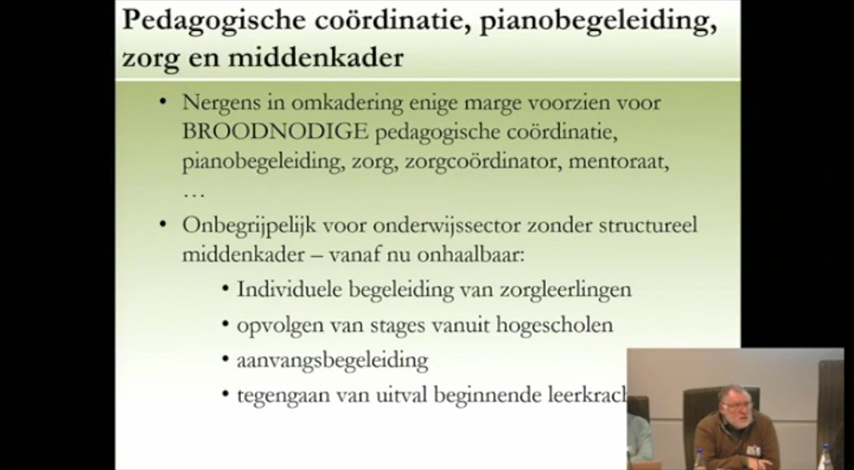 Pedagogische coördinatie, pianobegeleiding,
zorg en middenkader
• Nergens in omkadering enige marge voorzien voor
BROODNODIGE pedagogische coördinatie,
pianobegeleiding, zorg, zorgcoördinator, mentoraat,
…
• Onbegrijpelijk voor onderwijssector zonder structureel
middenkader – vanaf nu onhaalbaar:
• Individuele begeleiding van zorgleerlingen
• opvolgen van stages vanuit hogescholen
• aanvangsbegeleiding
• tegengaan van uitval beginnende leerkrach